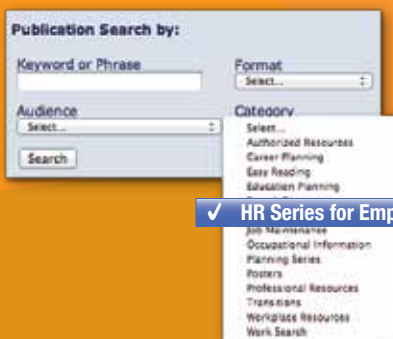 Publication Search by:
Keyword or Phrase
Format
Select...
Audience
Category
Select...
Search
Select...
Authorized Resources
Career Planning
Easy Reading
Education Planning
✓ HR Series for Emp
Job Maintenance
Occupational Information
Planning Series
Posters
Professional Resources
Transitions
Workplace Resources
Work Search